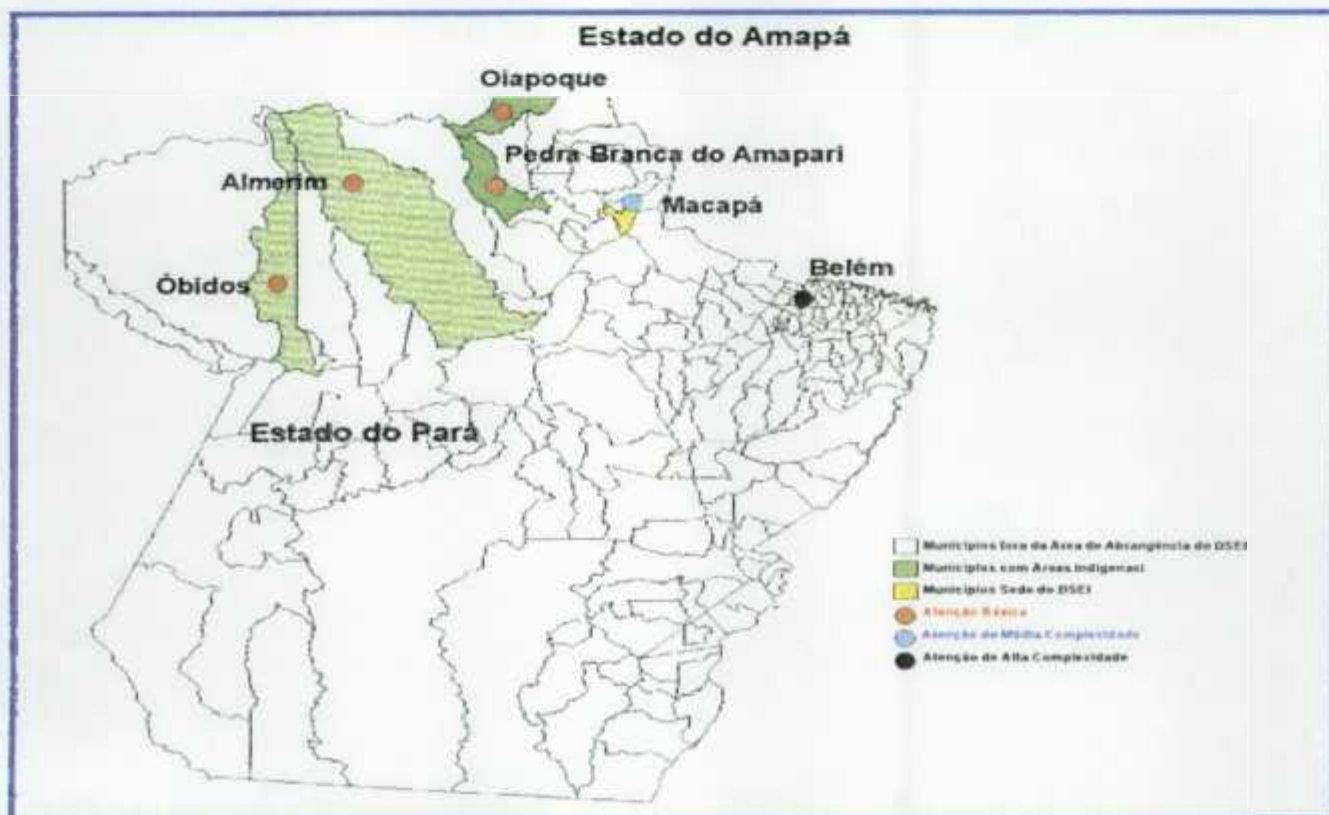 Estado do Amapá
Oiapoque
Pedra Branca do Amapari
Almerim
Macapá
Belém
Óbidos
Estado do Pará
Municípios fora da Área de Abrangência do DSEI
Municípios com Áreas Indígenas
Municípios Sede do DSEI
Atenção Básica
Atenção de Média Complexidade
Atenção de Alta Complexidade